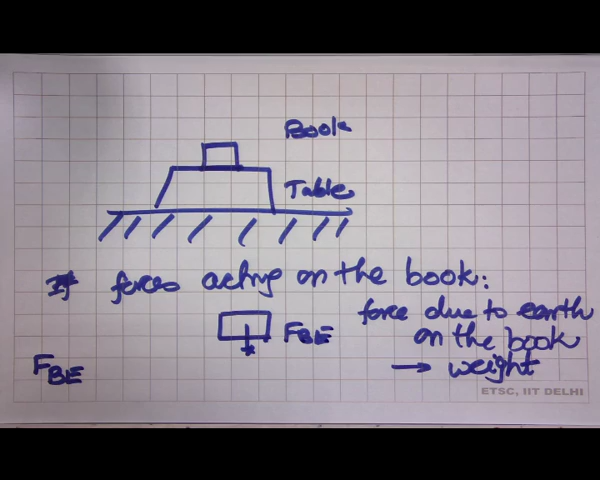 Book
Table
forces acting on the book:
force due to earth
FBE
on the book
FBE
→ weight
ETSC, IIT DELHI